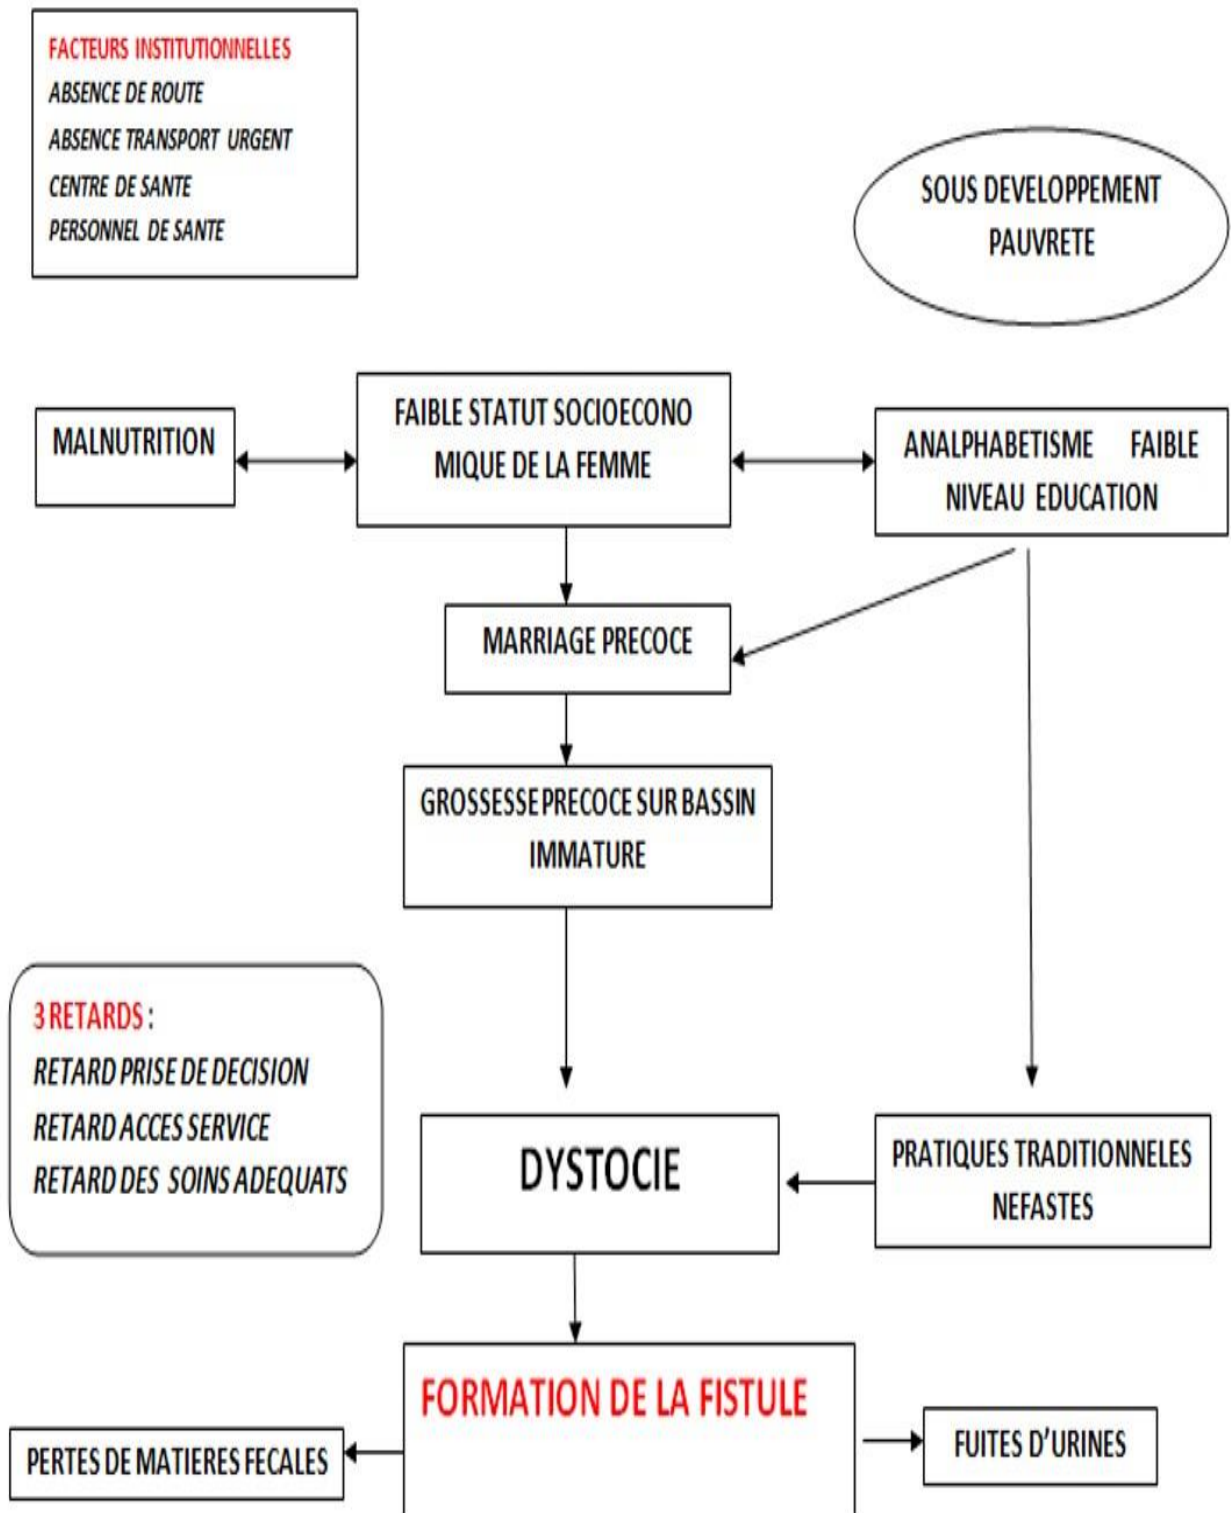 FACTEURS INSTITUTIONNELLES
ABSENCE DE ROUTE
ABSENCE TRANSPORT URGENT
CENTRE DE SANTE
PERSONNEL DE SANTE
SOUS DEVELOPPEMENT
PAUVRETE
MALNUTRITION
FAIBLE STATUT SOCIOECONO
MIQUE DE LA FEMME
ANALPHABETISME FAIBLE
NIVEAU EDUCATION
MARRIAGE PRECOCE
GROSSESSE PRECOCE SUR BASSIN
IMMATURE
3 RETARDS :
RETARD PRISE DE DECISION
RETARD ACCES SERVICE
RETARD DES SOINS ADEQUATS
DYSTOCIE
PRATIQUES TRADITIONNELES
NEFASTES
FORMATION DE LA FISTULE
PERTES DE MATIERES FECALES
FUITES D'URINES